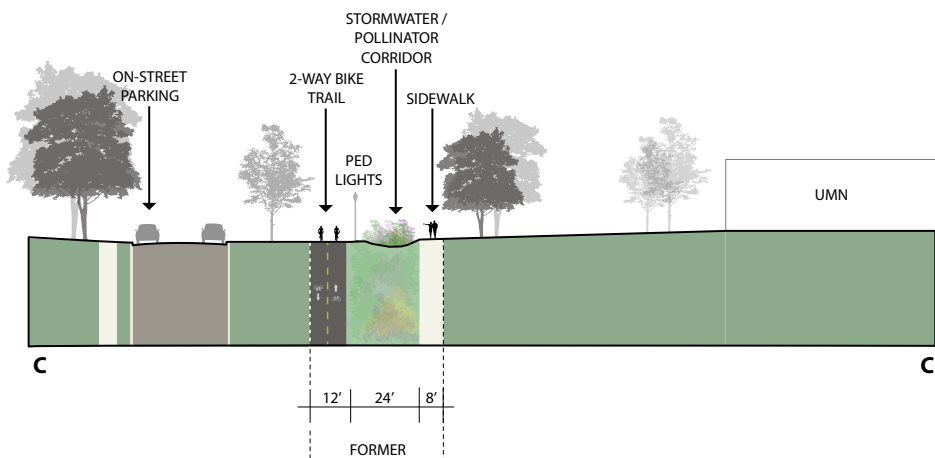 STORMWATER /
POLLINATOR
CORRIDOR
ON-STREET
PARKING
2-WAY BIKE
TRAIL
SIDEWALK
PED
LIGHTS
UMN
C
C
12’
24’
8’
FORMER